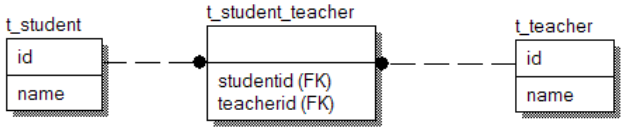 t_student
id
name
t_student_teacher
studentid (FK)
teacherid (FK)
t_teacher
id
name